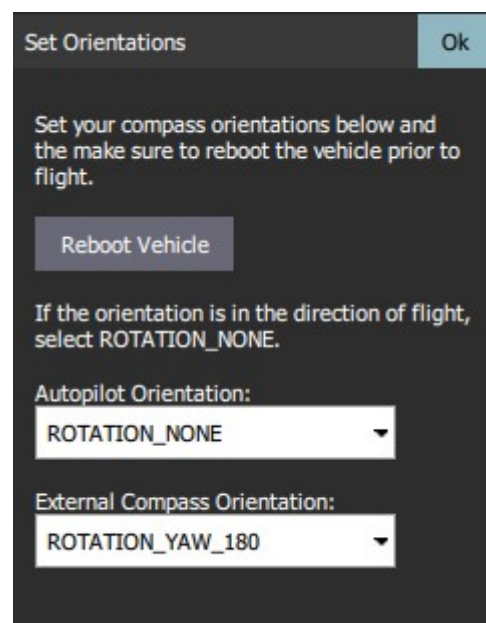 Set Orientations
Ok
Set your compass orientations below and
the make sure to reboot the vehicle prior to
flight.
Reboot Vehicle
If the orientation is in the direction of flight,
select ROTATION_NONE.
Autopilot Orientation:
ROTATION_NONE
External Compass Orientation:
ROTATION_YAW_180